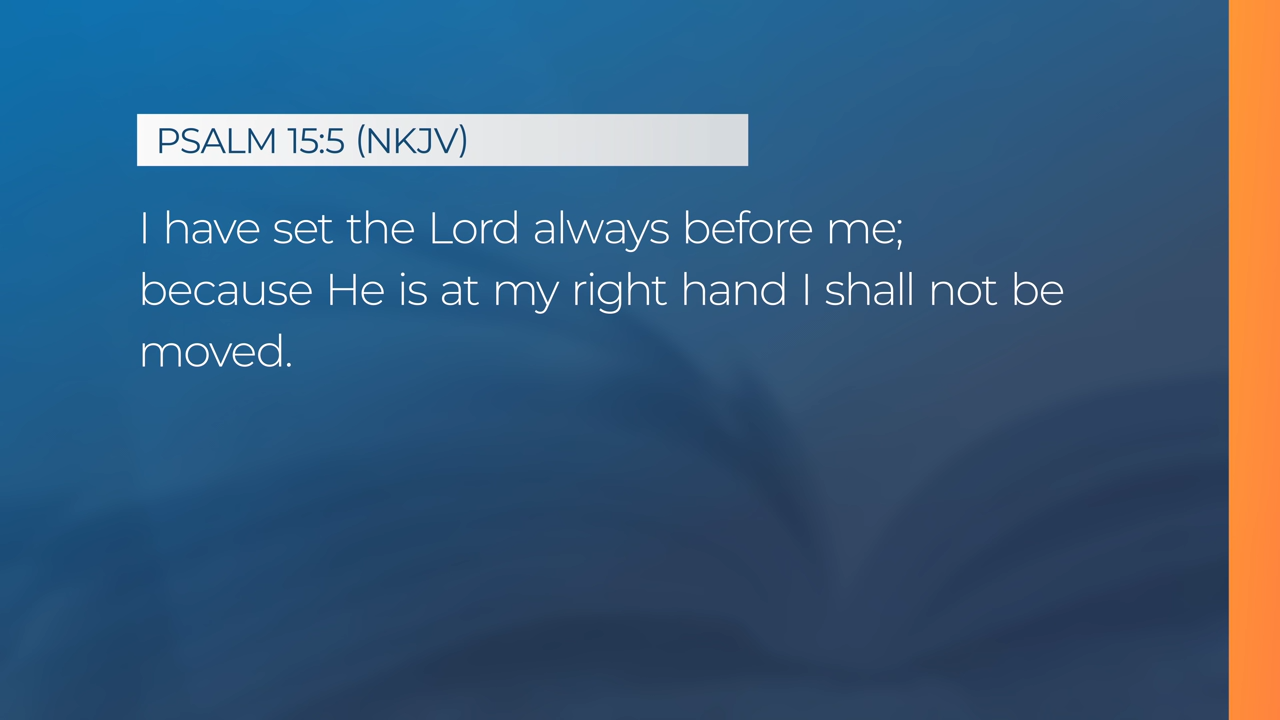 PSALM 15:5 (NKJV)
I have set the Lord always before me;
because He is at my right hand I shall not be
moved.